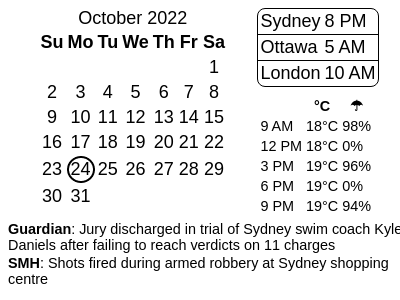 October 2022
Su Mo Tu We Th Fr Sa
1
2 3 4 5 6 7 8
9 10 11 12 13 14 15
16 17 18 19 20 21 22
23 24 25 26 27 28 29
30 31
Sydney 8 PM
Ottawa 5 AM
London 10 AM
°C ☂
9 AM 18°C 98%
12 PM 18°C 0%
3 PM 19°C 96%
6 PM 19°C 0%
9 PM 19°C 94%
Guardian: Jury discharged in trial of Sydney swim coach Kyle
Daniels after failing to reach verdicts on 11 charges
SMH: Shots fired during armed robbery at Sydney shopping
centre